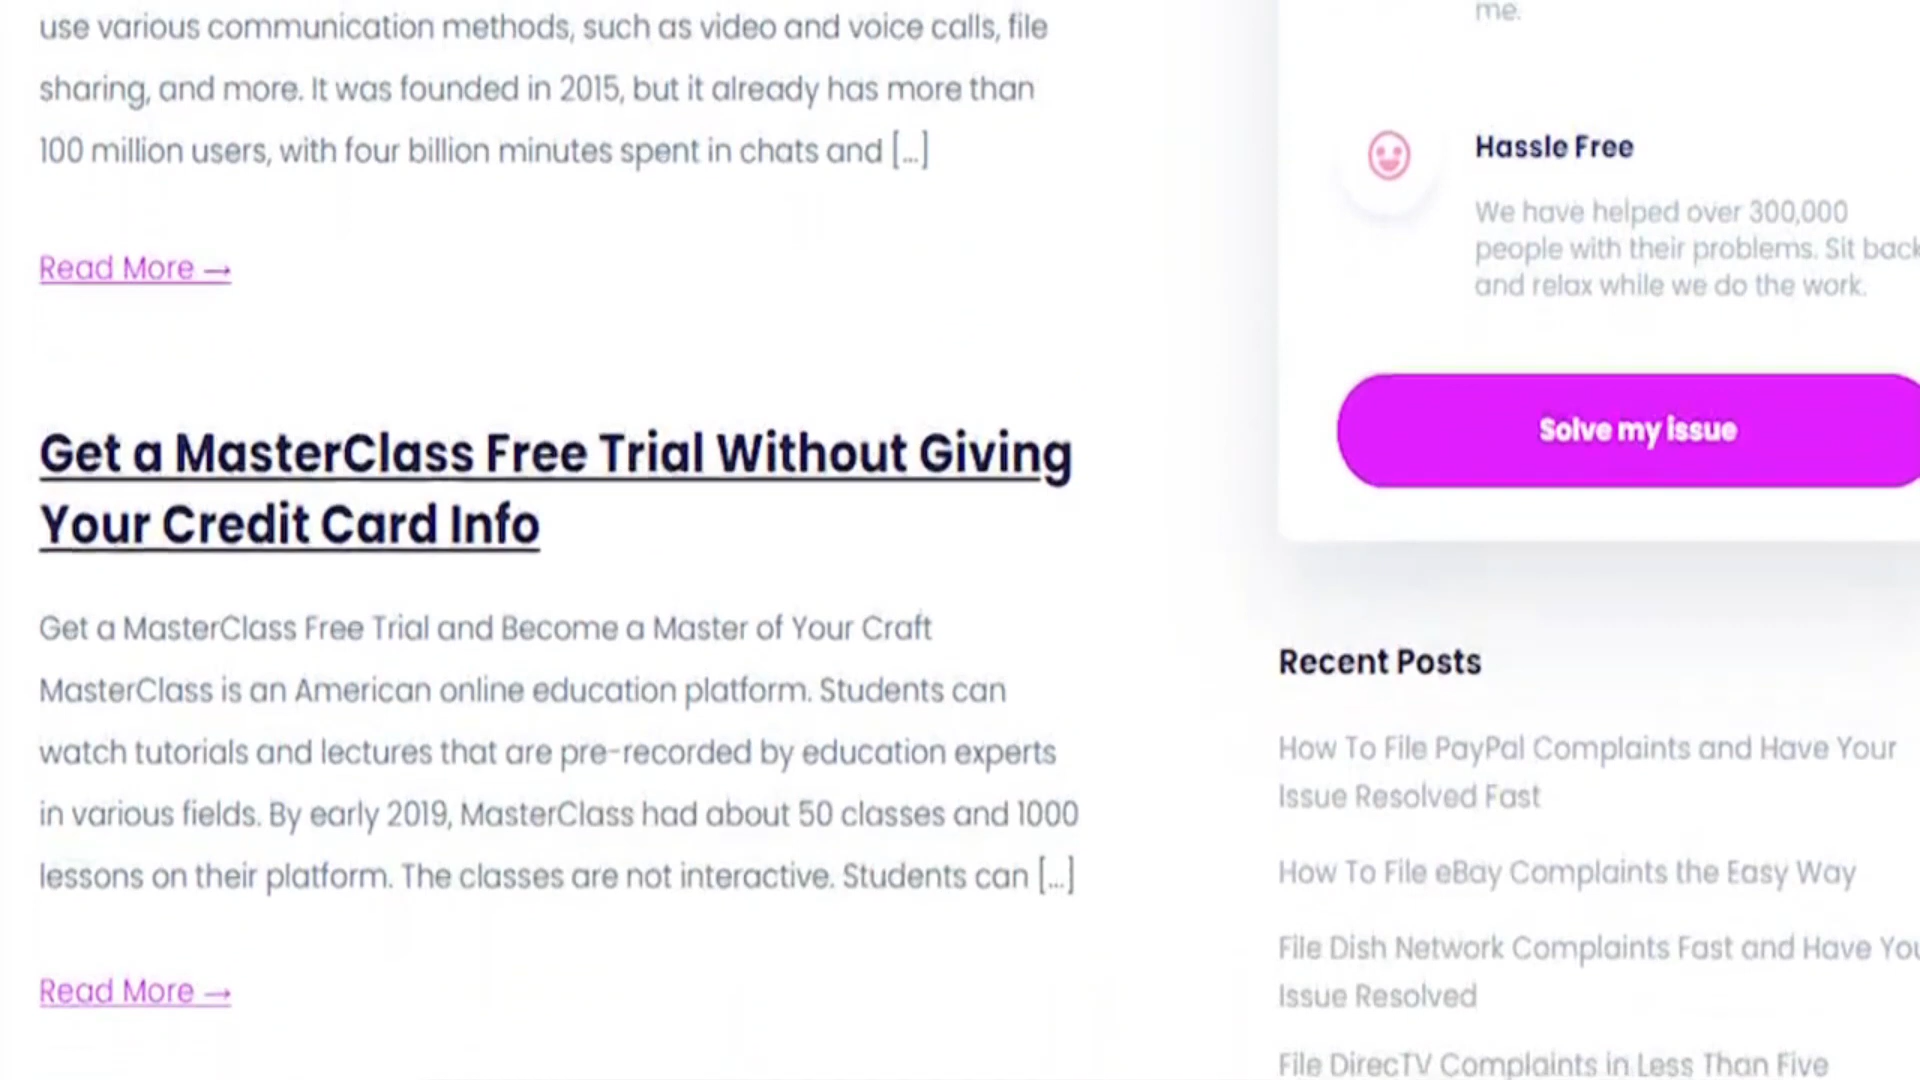 use various communication methods, such as video and voice calls, file
sharing, and more. It was founded in 2015, but it already has more than
100 million users, with four billion minutes spent in chats and [...]
Read More →
Get a MasterClass Free Trial Without Giving
Your Credit Card Info
Get a MasterClass Free Trial and Become a Master of Your Craft
MasterClass is an American online education platform. Students can
watch tutorials and lectures that are pre-recorded by education experts
in various fields. By early 2019, MasterClass had about 50 classes and 1000
lessons on their platform. The classes are not interactive. Students can [...]
Read More →
me.
Hassle Free
We have helped over 300,000
people with their problems. Sit back
and relax while we do the work.
Solve my issue
Recent Posts
How To File PayPal Complaints and Have Your
Issue Resolved Fast
How To File eBay Complaints the Easy Way
File Dish Network Complaints Fast and Have You
Issue Resolved
File DirecTV Complaints in Less Than Five